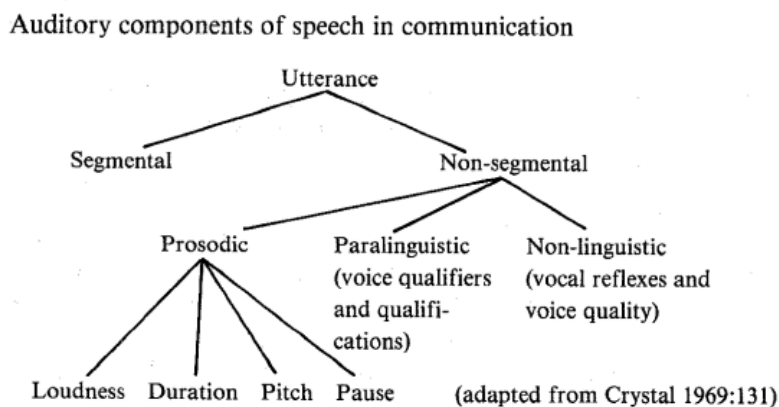 Auditory components of speech in communication
Utterance
Segmental Non-segmental
Prosodic Paralinguistic Non-linguistic
(voice qualifiers (vocal reflexes and
and qualifi- voice quality)
cations)
Loudness Duration Pitch Pause (adapted from Crystal 1969:131)